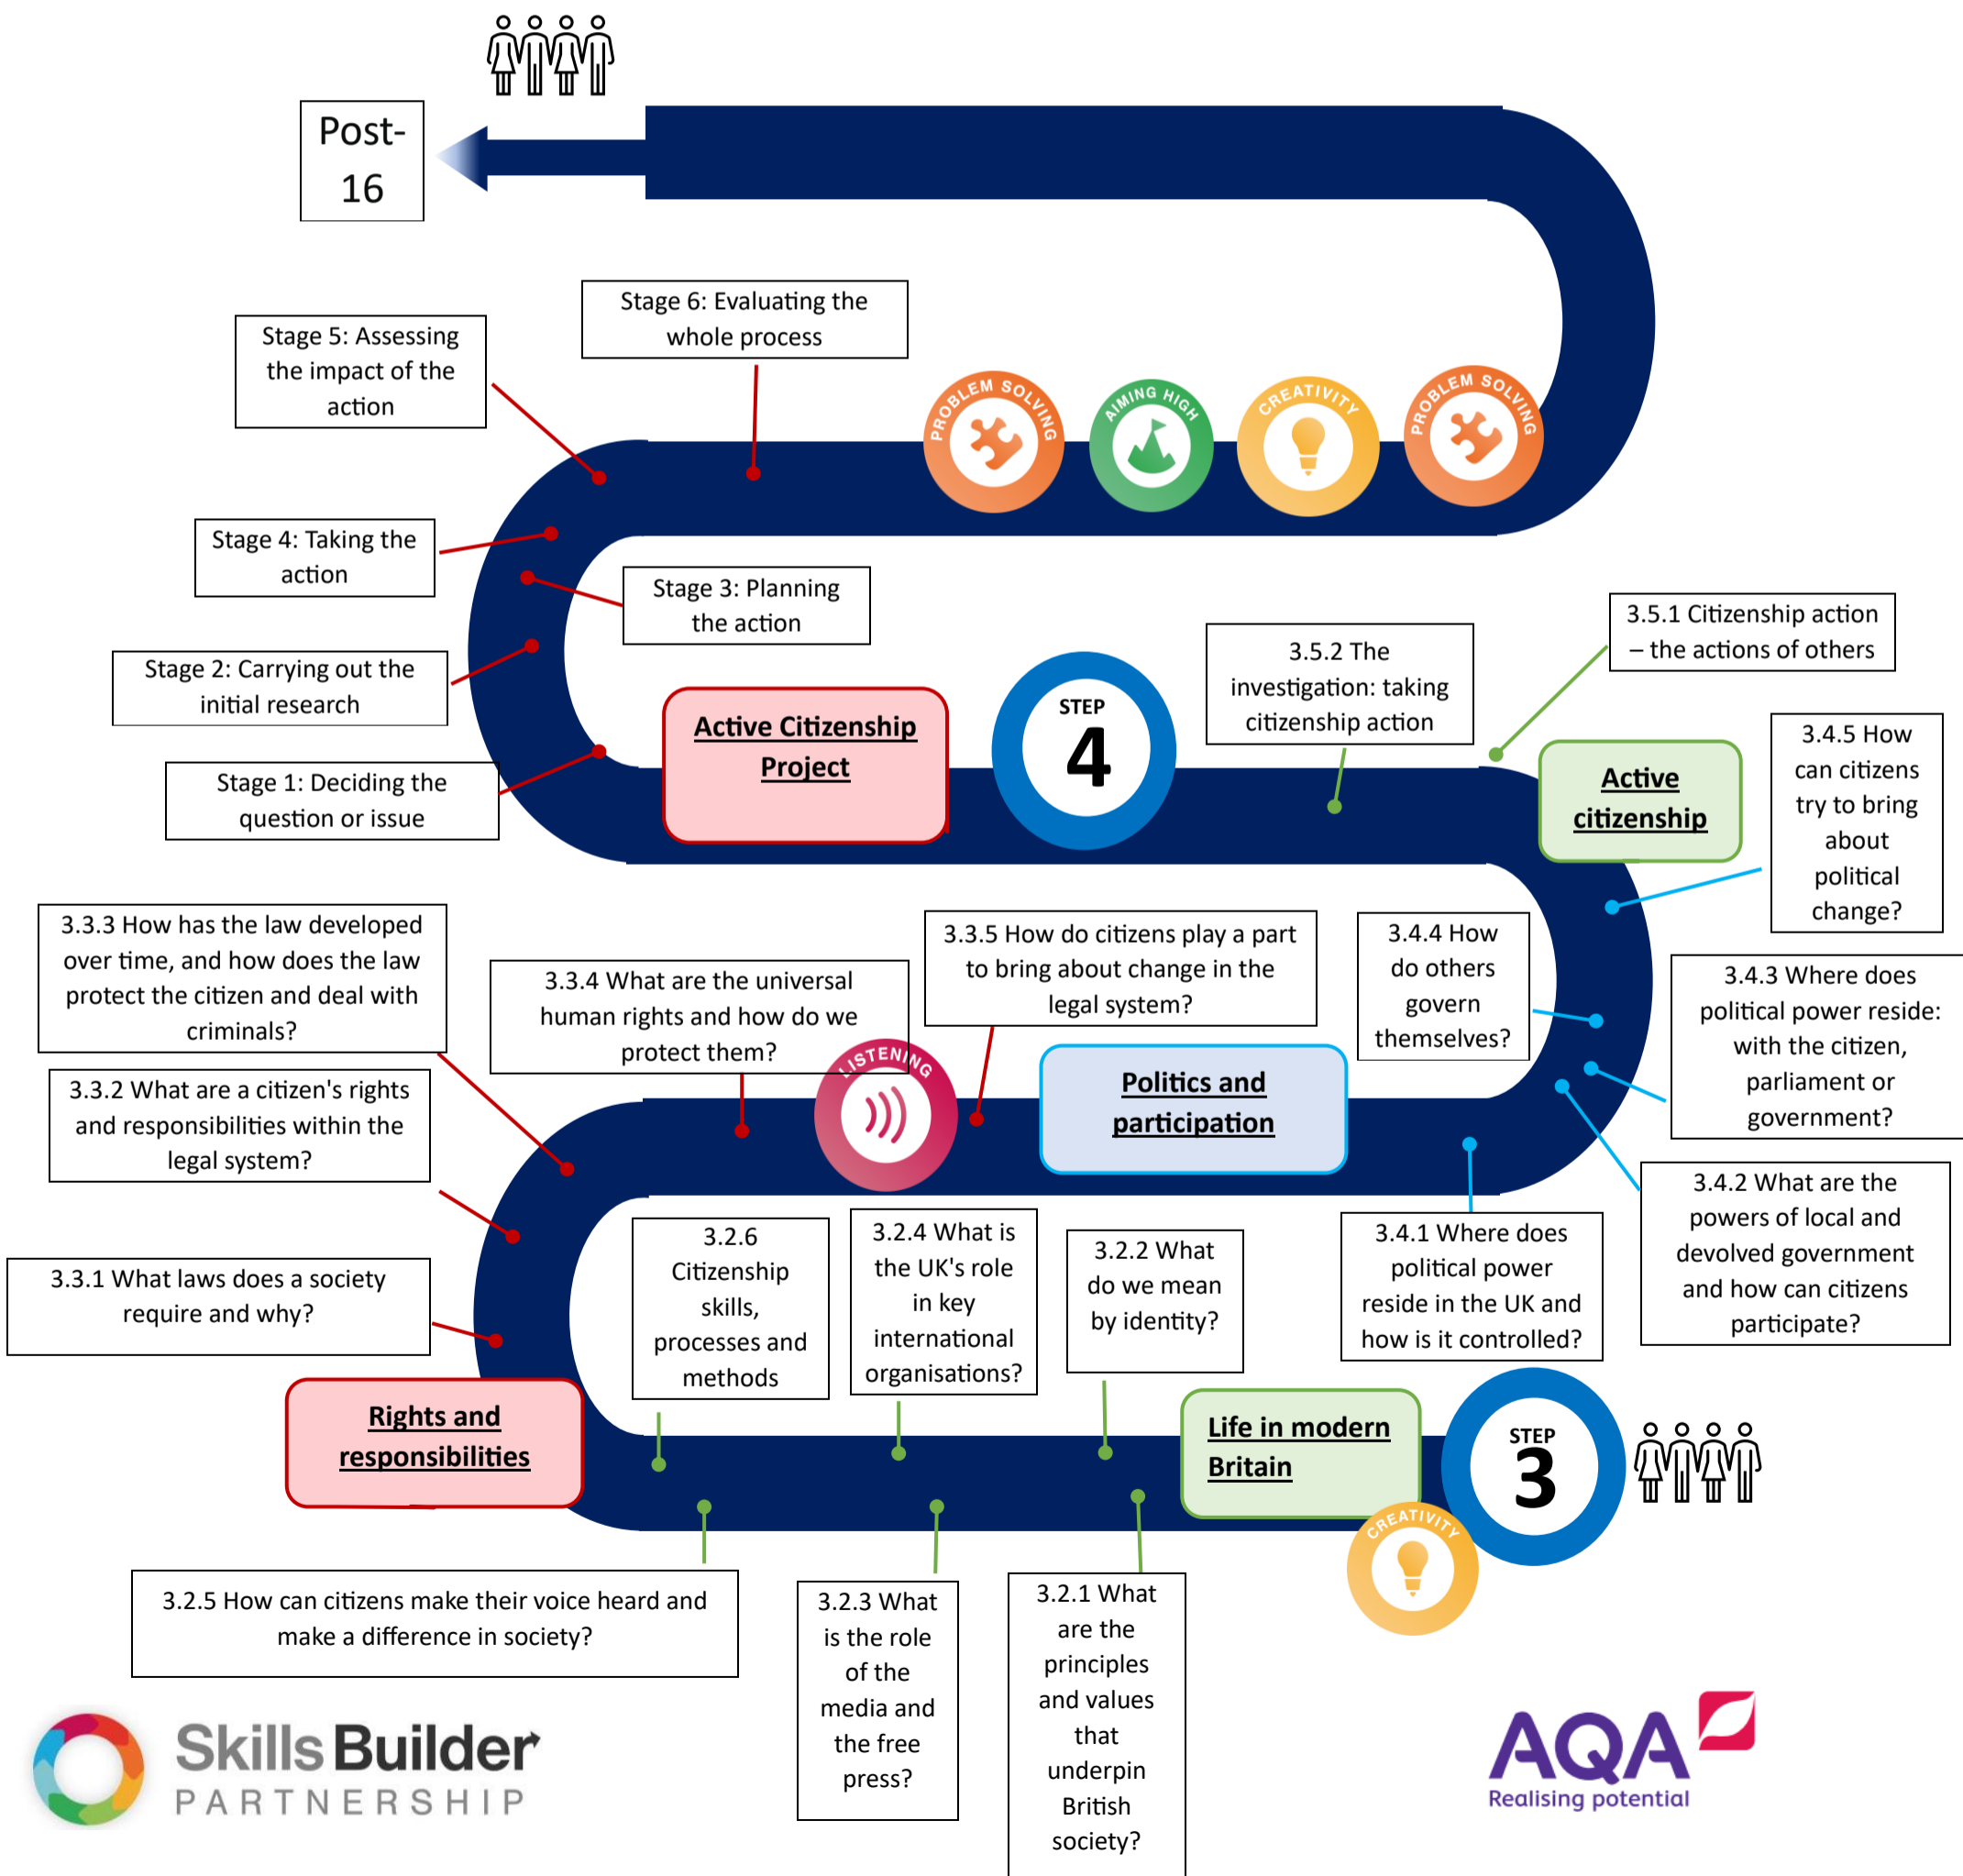 Post-
16
Stage 6: Evaluating the
whole process
Stage 5: Assessing
the impact of the
action
PROBLEM SOLVING
AIMING HIGH
CREATIVITY
PROBLEM SOLVING
Stage 4: Taking the
action
Stage 3: Planning
the action
Stage 2: Carrying out the
initial research
Stage 1: Deciding the
question or issue
Active Citizenship
Project
STEP
4
3.5.2 The
investigation: taking
citizenship action
3.5.1 Citizenship action
– the actions of others
Active
citizenship
3.4.5 How
can citizens
try to bring
about
political
change?
3.4.4 How
do others
govern
themselves?
3.4.3 Where does
political power reside:
with the citizen,
parliament or
government?
3.4.2 What are the
powers of local and
devolved government
and how can citizens
participate?
3.4.1 Where does
political power
reside in the UK and
how is it controlled?
Politics and
participation
3.3.5 How do citizens play a part
to bring about change in the
legal system?
LISTENING
3.3.4 What are the universal
human rights and how do we
protect them?
3.3.3 How has the law developed
over time, and how does the law
protect the citizen and deal with
criminals?
3.3.2 What are a citizen's rights
and responsibilities within the
legal system?
3.3.1 What laws does a society
require and why?
Rights and
responsibilities
3.2.6
Citizenship
skills,
processes and
methods
3.2.4 What is
the UK's role
in key
international
organisations?
3.2.2 What
do we mean
by identity?
Life in modern
Britain
STEP
3
CREATIVITY
3.2.5 How can citizens make their voice heard and
make a difference in society?
3.2.3 What
is the role
of the
media and
the free
press?
3.2.1 What
are the
principles
and values
that
underpin
British
society?
Skills Builder
PARTNERSHIP
AQA
Realising potential